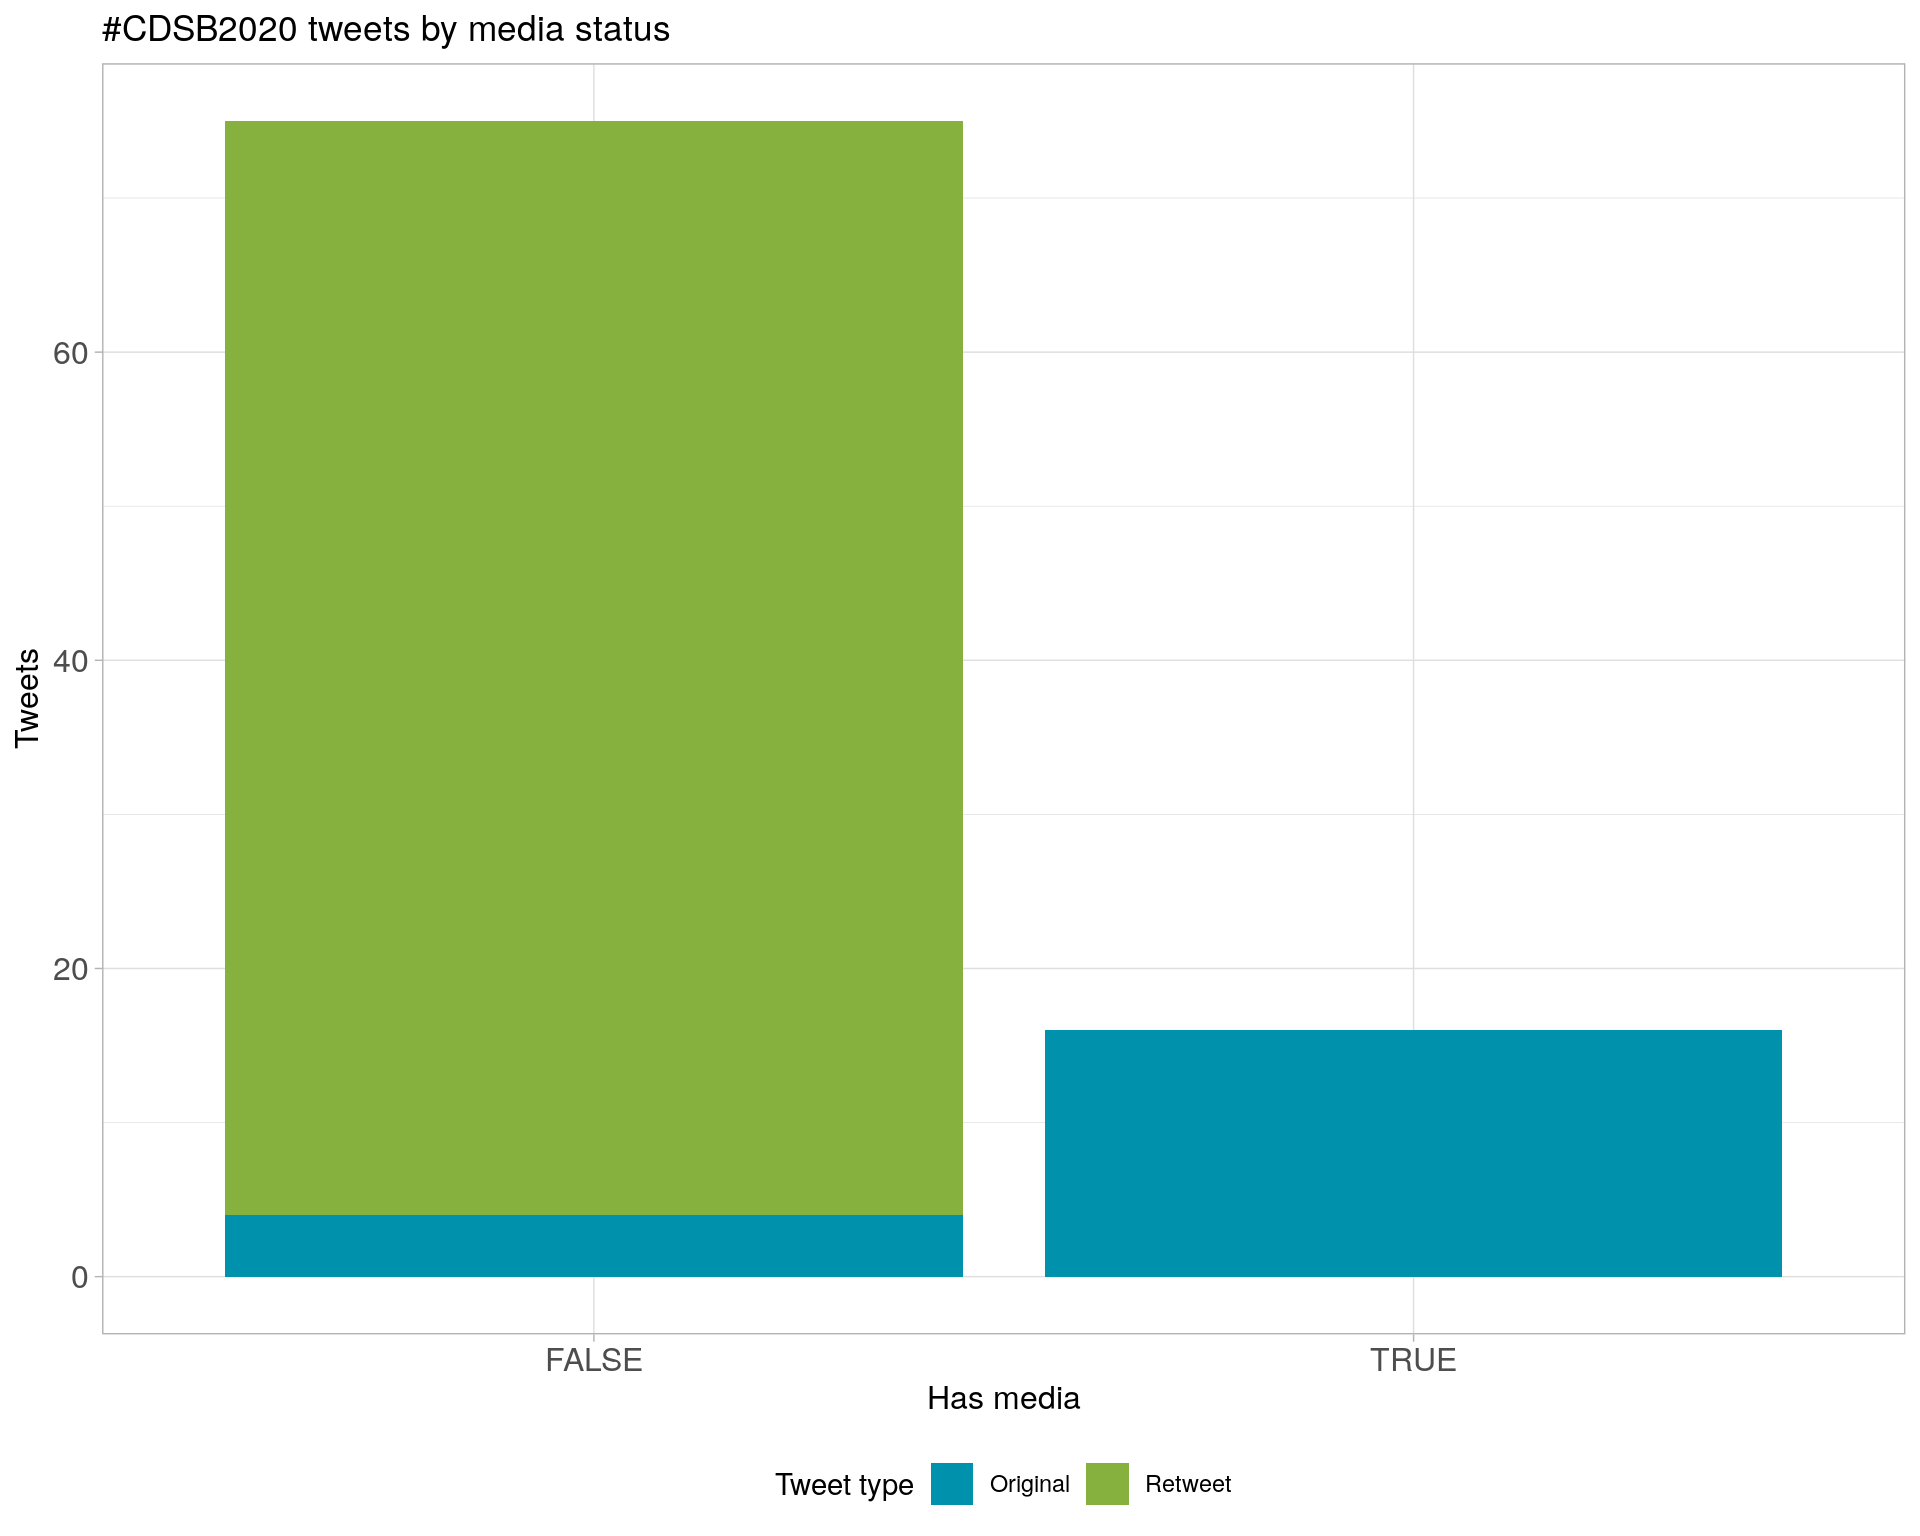 #CDSB2020 tweets by media status
Tweets
60
40
20
0
FALSE TRUE
Has media
Tweet type Original Retweet